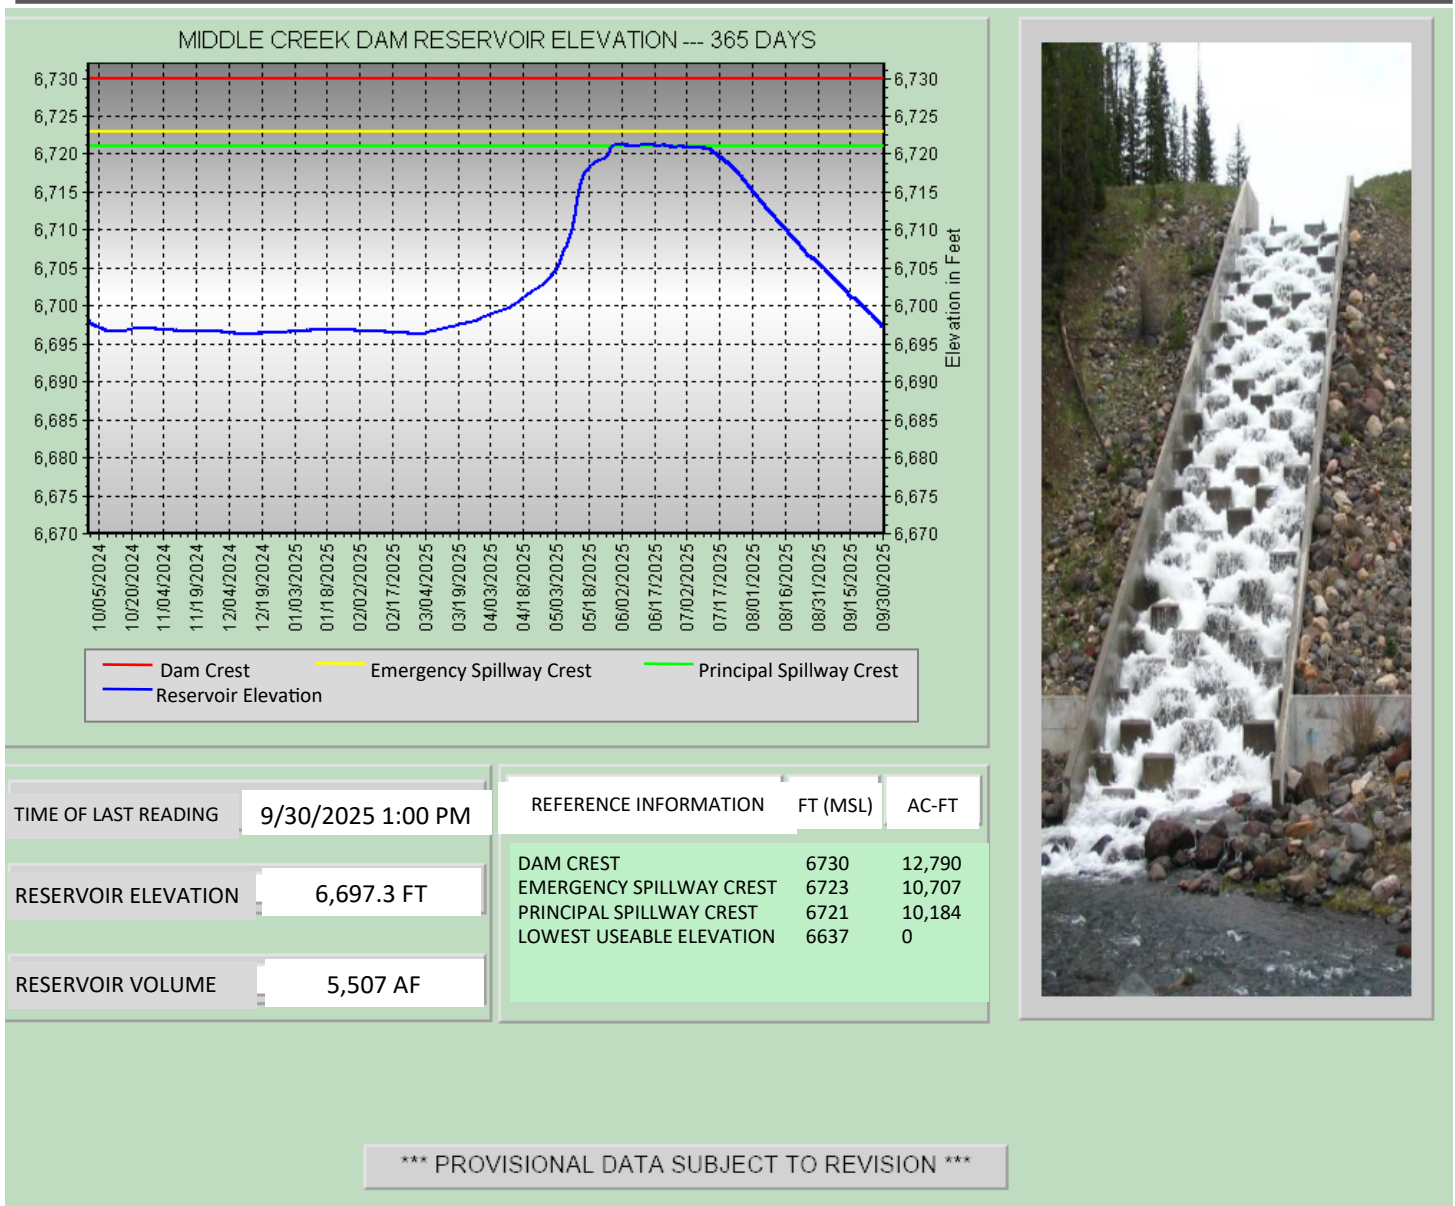 MIDDLE CREEK DAM RESERVOIR ELEVATION --- 365 DAYS
6,730 6,730
6,725 6,725
6,720 6,720
6,715 6,715
6,710 6,710
6,705 6,705
6,700 6,700
6,695 6,695
6,690 6,690
6,685 6,685
6,680 6,680
6,675 6,675
6,670 6,670
Elevation in Feet
10/05/2024
10/20/2024
11/04/2024
11/19/2024
12/04/2024
12/19/2024
01/03/2025
01/18/2025
02/02/2025
02/17/2025
03/04/2025
03/19/2025
04/03/2025
04/18/2025
05/03/2025
05/18/2025
06/02/2025
06/17/2025
07/02/2025
07/17/2025
08/01/2025
08/16/2025
08/31/2025
09/15/2025
09/30/2025
Dam Crest Emergency Spillway Crest Principal Spillway Crest
Reservoir Elevation
TIME OF LAST READING 9/30/2025 1:00 PM
RESERVOIR ELEVATION 6,697.3 FT
RESERVOIR VOLUME 5,507 AF
REFERENCE INFORMATION FT (MSL) AC-FT
DAM CREST 6730 12,790
EMERGENCY SPILLWAY CREST 6723 10,707
PRINCIPAL SPILLWAY CREST 6721 10,184
LOWEST USEABLE ELEVATION 6637 0
*** PROVISIONAL DATA SUBJECT TO REVISION ***